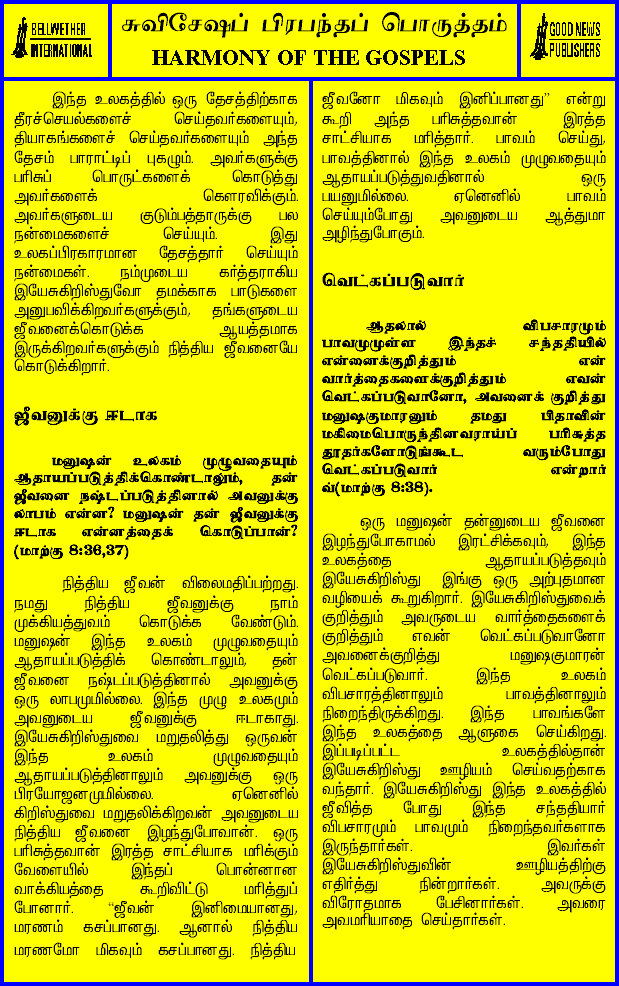 BELLWETHER
INTERNATIONAL
சுவிசேஷப் பிரபந்தப் பொருத்தம்
HARMONY OF THE GOSPELS
GOOD NEWS
PUBLISHERS
இந்த உலகத்தில் ஒரு தேசத்திற்காக
தீரச்செயல்களைச் செய்தவர்களையும்,
தியாகங்களைச் செய்தவர்களையும் அந்த
தேசம் பாராட்டிப் புகழும். அவர்களுக்கு
பரிசுப் பொருட்களைக் கொடுத்து
அவர்களைக் கௌரவிக்கும்.
அவர்களுடைய குடும்பத்தாருக்கு பல
நன்மைகளைச் செய்யும். இது
உலகப்பிரகாரமான தேசத்தார் செய்யும்
நன்மைகள். நம்முடைய கர்த்தராகிய
இயேசுகிறிஸ்துவோ தமக்காக பாடுகளை
அனுபவிக்கிறவர்களுக்கும், தங்களுடைய
ஜீவனைக்கொடுக்க ஆயத்தமாக
இருக்கிறவர்களுக்கும் நித்திய ஜீவனையே
கொடுக்கிறார்.
ஜீவனுக்கு ஈடாக
மனுஷன் உலகம் முழுவதையும்
ஆதாயப்படுத்திக்கொண்டாலும், தன்
ஜீவனை நஷ்டப்படுத்தினால் அவனுக்கு
லாபம் என்ன? மனுஷன் தன் ஜீவனுக்கு
ஈடாக என்னத்தைக் கொடுப்பான்?
(மாற்கு 8:36,37)
நித்திய ஜீவன் விலைமதிப்பற்றது.
நமது நித்திய ஜீவனுக்கு நாம்
முக்கியத்துவம் கொடுக்க வேண்டும்.
மனுஷன் இந்த உலகம் முழுவதையும்
ஆதாயப்படுத்திக் கொண்டாலும், தன்
ஜீவனை நஷ்டப்படுத்தினால் அவனுக்கு
ஒரு லாபமுமில்லை. இந்த முழு உலகமும்
அவனுடைய ஜீவனுக்கு ஈடாகாது.
இயேசுகிறிஸ்துவை மறுதலித்து ஒருவன்
இந்த உலகம் முழுவதையும்
ஆதாயப்படுத்தினாலும் அவனுக்கு ஒரு
பிரயோஜனமுமில்லை. ஏனெனில்
கிறிஸ்துவை மறுதலிக்கிறவன் அவனுடைய
நித்திய ஜீவனை இழந்துபோவான். ஒரு
பரிசுத்தவான் இரத்த சாட்சியாக மரிக்கும்
வேளையில் இந்தப் பொன்னான
வாக்கியத்தை கூறிவிட்டு மரித்துப்
போனார். "ஜீவன் இனிமையானது,
மரணம் கசப்பானது. ஆனால் நித்திய
மரணமோ மிகவும் கசப்பானது. நித்திய
ஜீவனோ மிகவும் இனிப்பானது" என்று
கூறி அந்த பரிசுத்தவான் இரத்த
சாட்சியாக மரித்தார். பாவம் செய்து,
பாவத்தினால் இந்த உலகம் முழுவதையும்
ஆதாயப்படுத்துவதினால் ஒரு
பயனுமில்லை. ஏனெனில் பாவம்
செய்யும்போது அவனுடைய ஆத்துமா
அழிந்துபோகும்.
வெட்கப்படுவார்
ஆதலால் விபசாரமும்
பாவமுமுள்ள இந்தச் சந்ததியில்
என்னைக்குறித்தும் என்
வார்த்தைகளைக்குறித்தும் எவன்
வெட்கப்படுவானோ, அவனைக் குறித்து
மனுஷகுமாரனும் தமது பிதாவின்
மகிமைபொருந்தினவராய்ப் பரிசுத்த
தூதர்களோடுங்கூட வரும்போது
வெட்கப்படுவார் என்றார்
வ்(மாற்கு 8:38).
ஒரு மனுஷன் தன்னுடைய ஜீவனை
இழந்துபோகாமல் இரட்சிக்கவும், இந்த
உலகத்தை ஆதாயப்படுத்தவும்
இயேசுகிறிஸ்து இங்கு ஒரு அற்புதமான
வழியைக் கூறுகிறார். இயேசுகிறிஸ்துவைக்
குறித்தும் அவருடைய வார்த்தைகளைக்
குறித்தும் எவன் வெட்கப்படுவானோ
அவனைக்குறித்து மனுஷகுமாரன்
வெட்கப்படுவார். இந்த உலகம்
விபசாரத்தினாலும் பாவத்தினாலும்
நிறைந்திருக்கிறது. இந்த பாவங்களே
இந்த உலகத்தை ஆளுகை செய்கிறது.
இப்படிப்பட்ட உலகத்தில்தான்
இயேசுகிறிஸ்து ஊழியம் செய்வதற்காக
வந்தார். இயேசுகிறிஸ்து இந்த உலகத்தில்
ஜீவித்த போது இந்த சந்ததியார்
விபசாரமும் பாவமும் நிறைந்தவர்களாக
இருந்தார்கள். இவர்கள்
இயேசுகிறிஸ்துவின் ஊழியத்திற்கு
எதிர்த்து நின்றார்கள். அவருக்கு
விரோதமாக பேசினார்கள். அவரை
அவமரியாதை செய்தார்கள்.